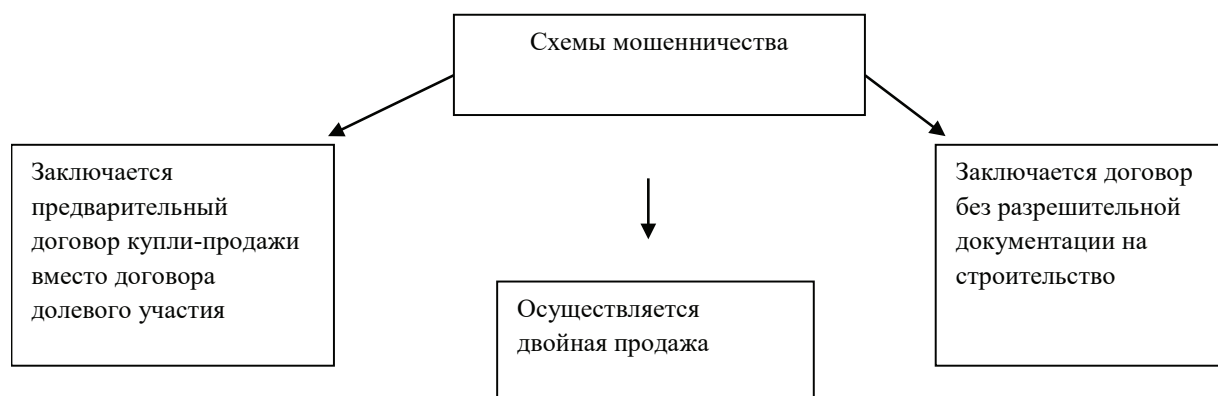 Схемы мошенничества
Заключается
предварительный
договор купли-продажи
вместо договора
долевого участия
Осуществляется
двойная продажа
Заключается договор
без разрешительной
документации на
строительство